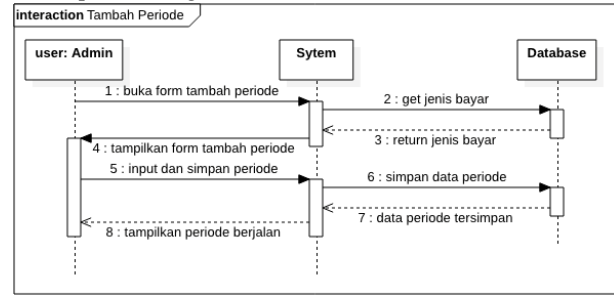 interaction Tambah Periode
user: Admin
Sytem
Database
1 : buka form tambah periode
2 : get jenis bayar
3 : return jenis bayar
4 : tampilkan form tambah periode
5 : input dan simpan periode
6 : simpan data periode
7 : data periode tersimpan
8 : tampilkan periode berjalan